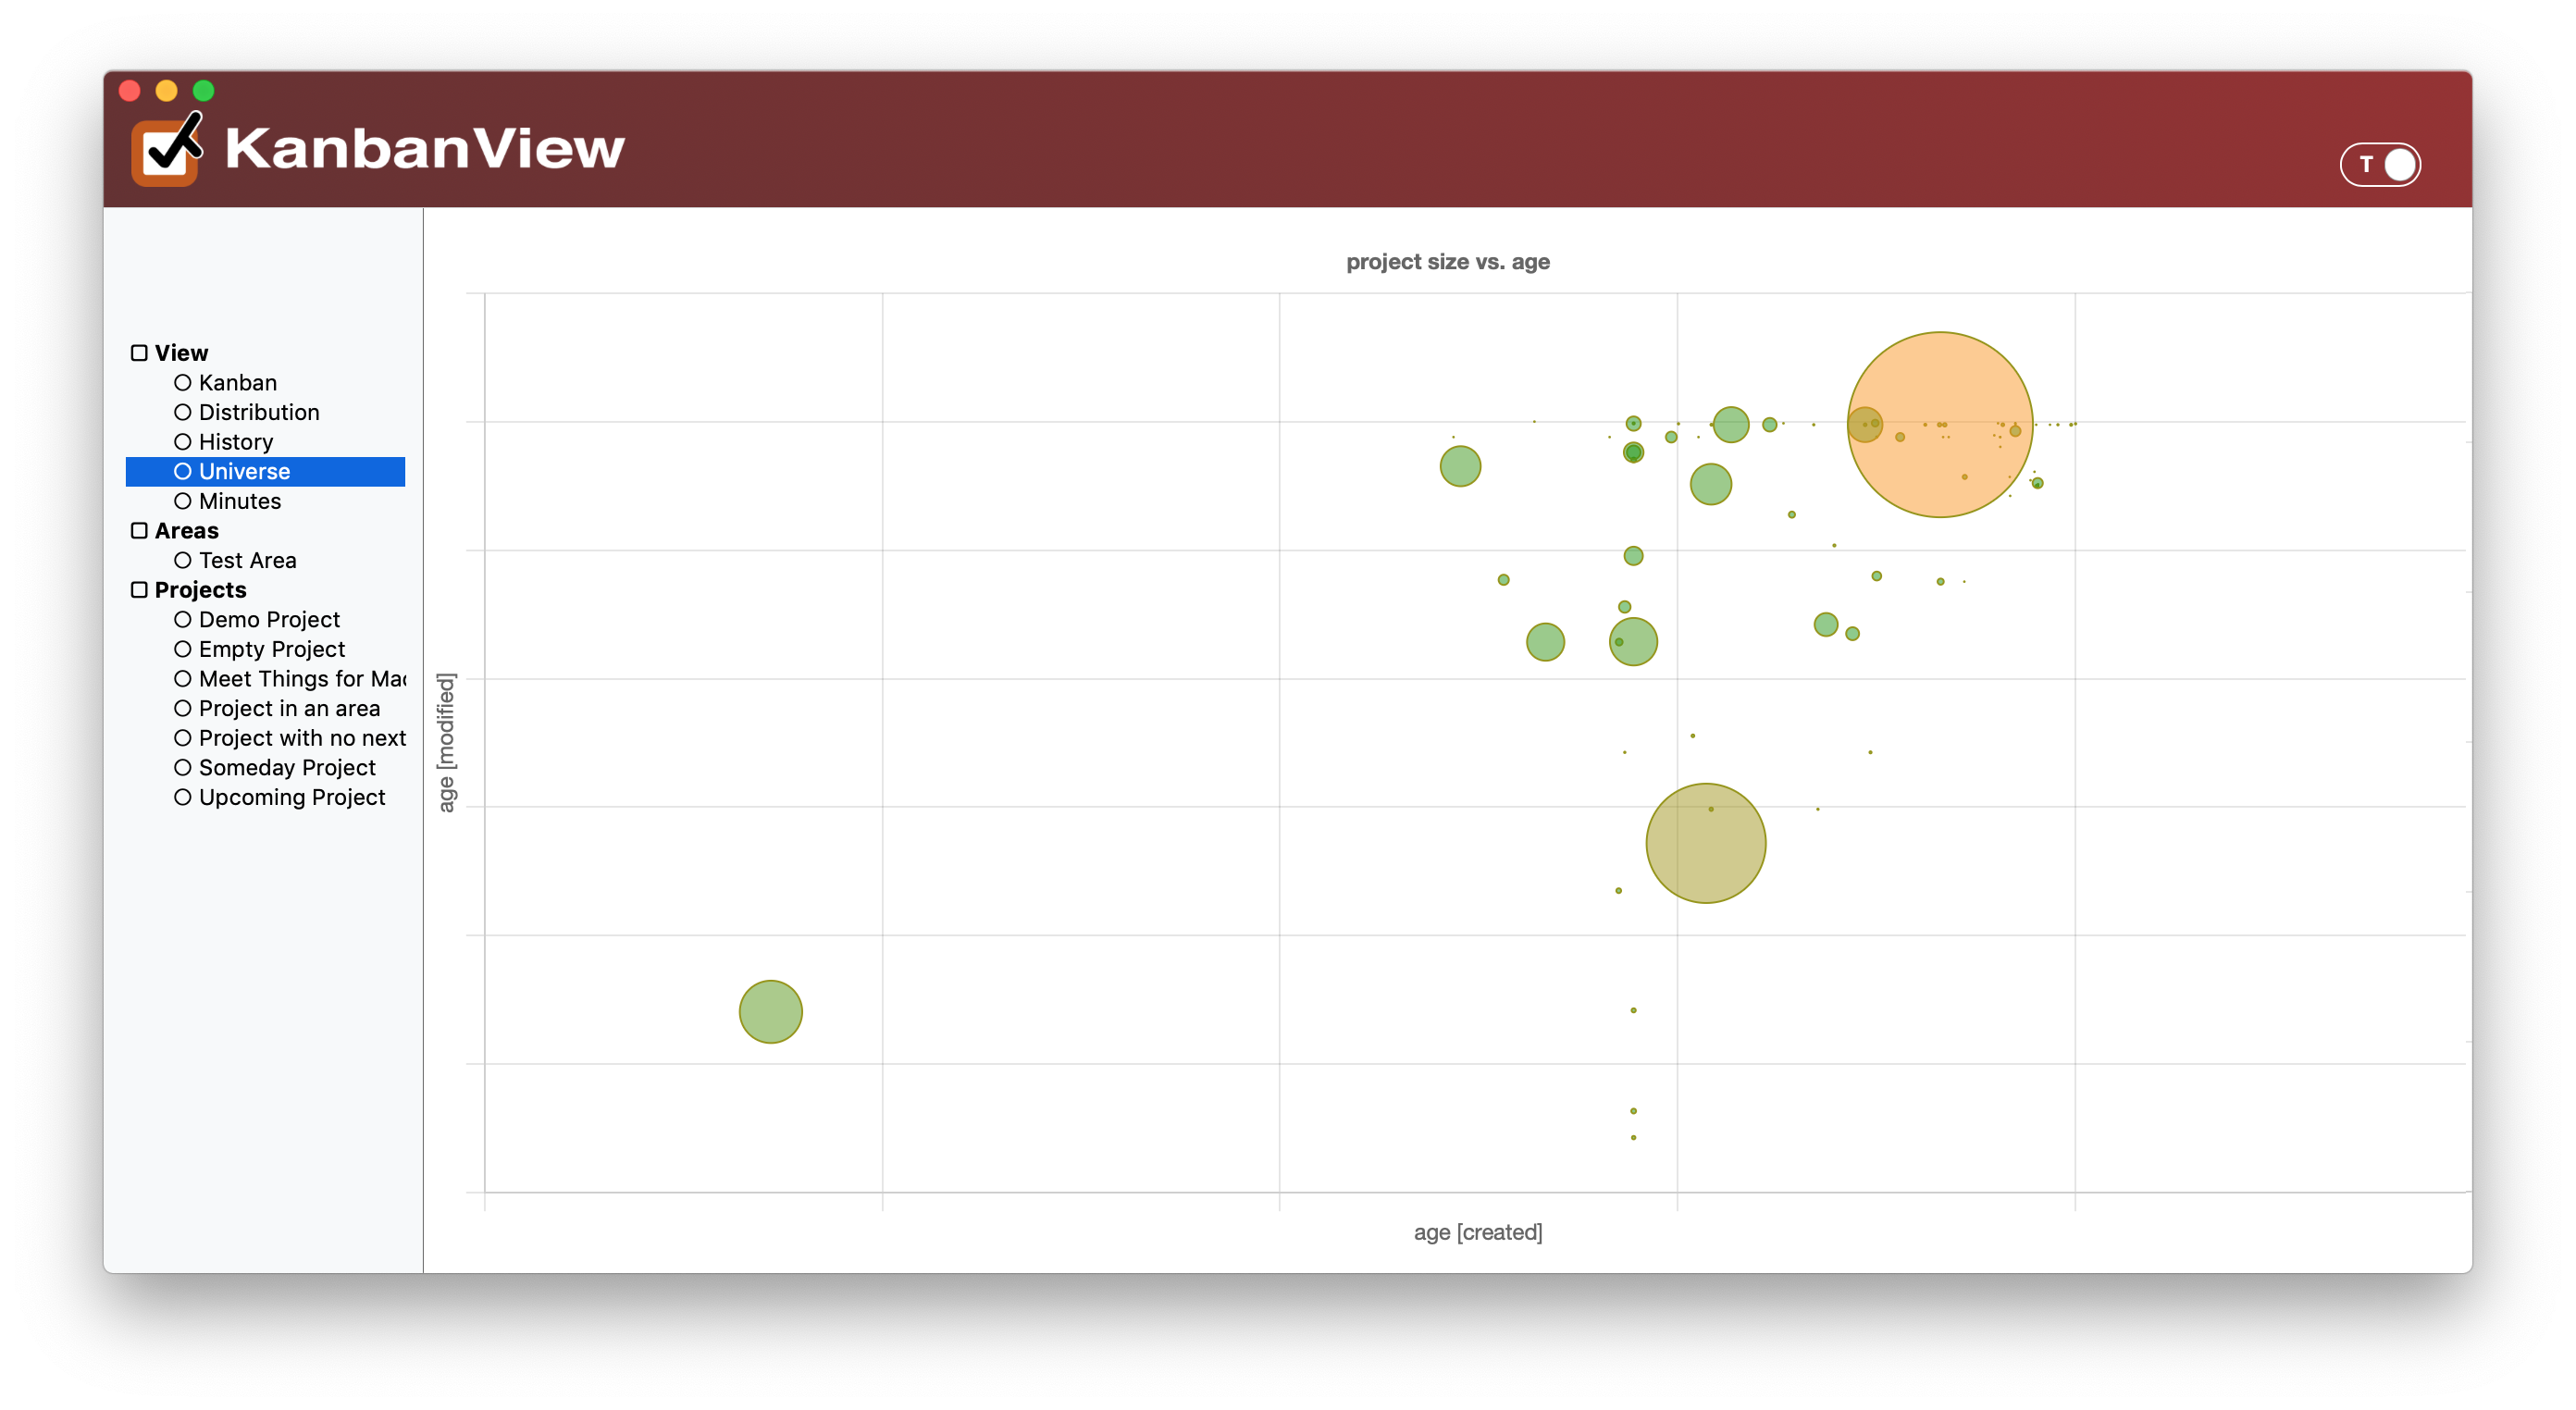 KanbanView
T
View
Kanban
Distribution
History
Universe
Minutes
Areas
Test Area
Projects
Demo Project
Empty Project
Meet Things for Mac
Project in an area
Project with no next
Someday Project
Upcoming Project
project size vs. age
age [modified]
age [created]